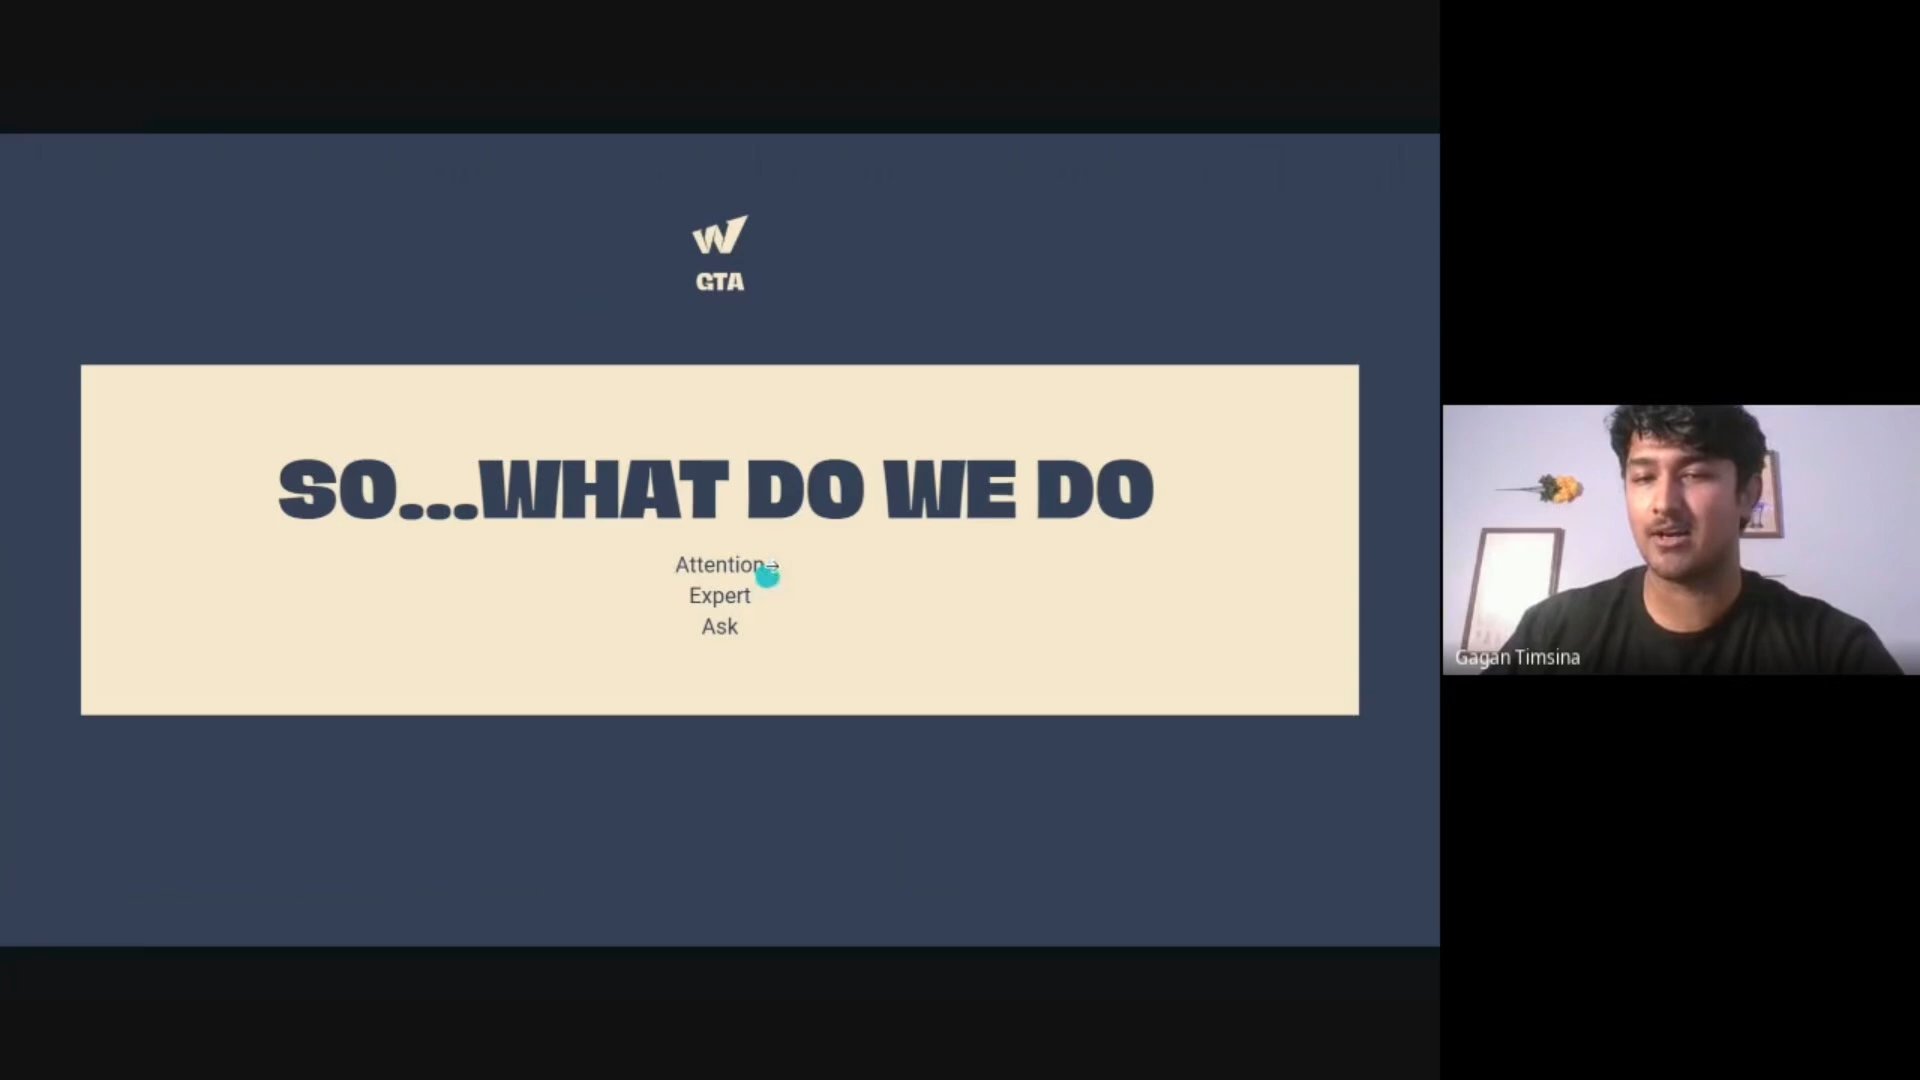 W
GTA
SO...WHAT DO WE DO
Attention→
Expert
Ask
Gagan Timsina